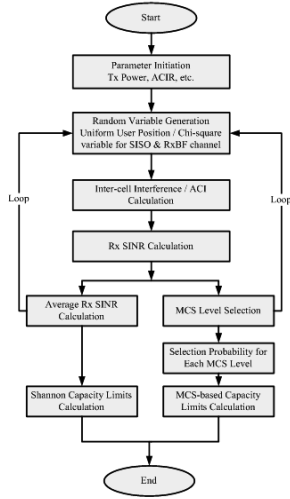 Start
Parameter Initiation
Tx Power, ACIR, etc.
Random Variable Generation
Uniform User Position / Chi-square
variable for SISO & RxBF channel
Loop
Loop
Inter-cell Interference / ACI
Calculation
Rx SINR Calculation
Average Rx SINR
Calculation
MCS Level Selection
Selection Probability for
Each MCS Level
Shannon Capacity Limits
Calculation
MCS-based Capacity
Limits Calculation
End